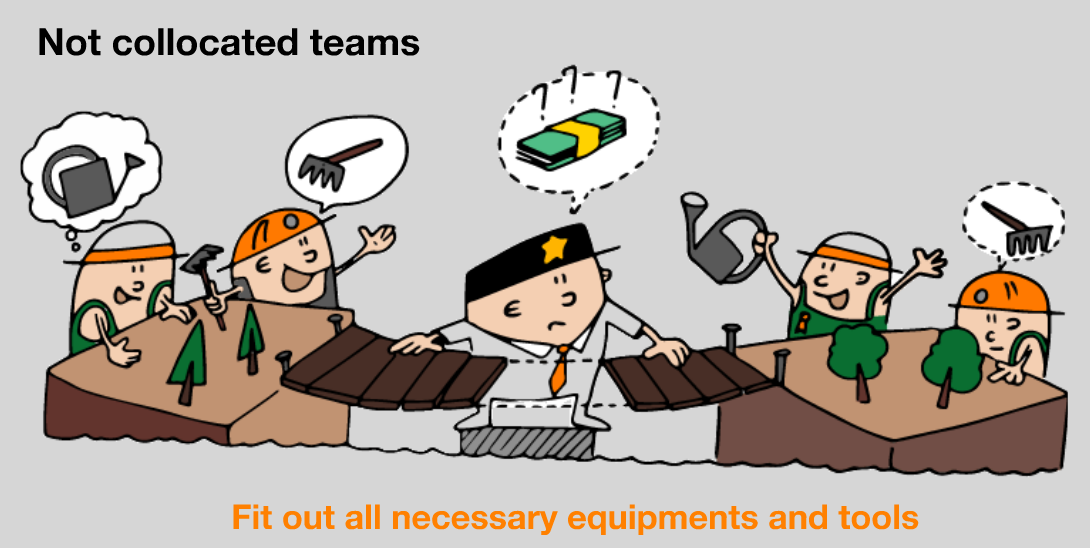 Not collocated teams
Fit out all necessary equipments and tools